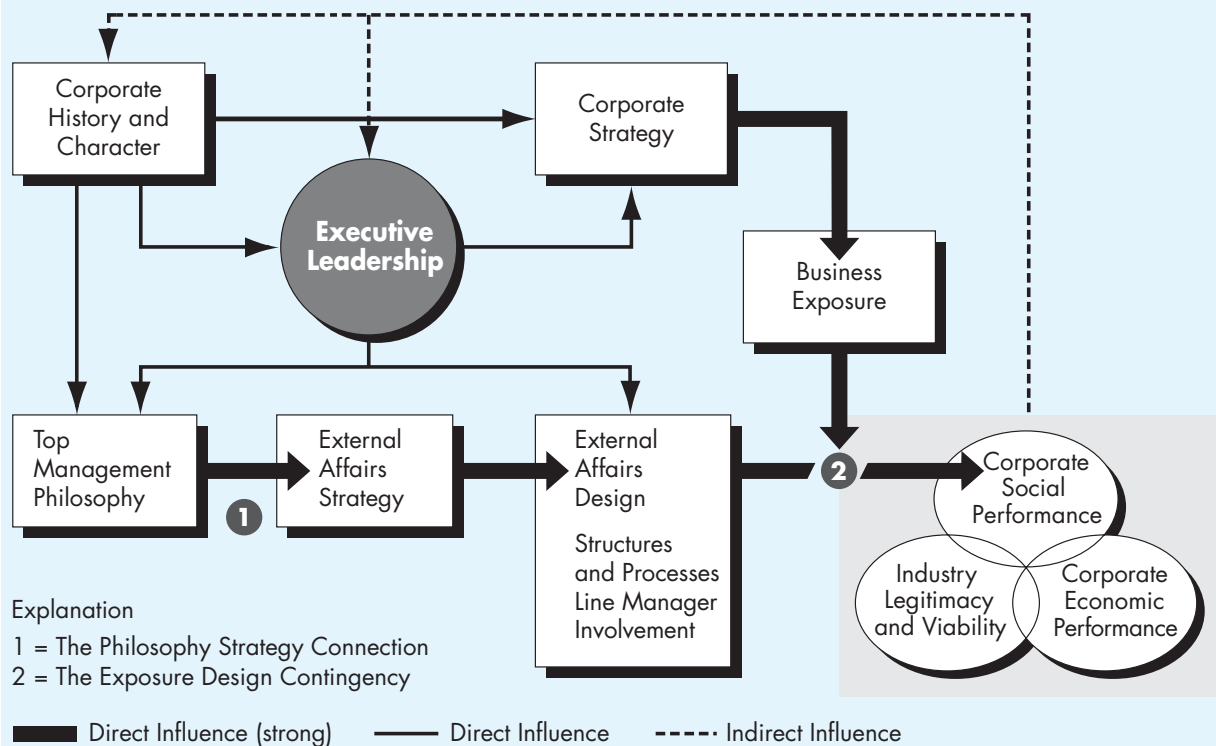 Corporate
History and
Character
Corporate
Strategy
Executive
Leadership
Business
Exposure
Top
Management
Philosophy
1
External
Affairs
Strategy
External
Affairs
Design
Structures
and Processes
Line Manager
Involvement
2
Corporate
Social
Performance
Industry
Legitimacy
and Viability
Corporate
Economic
Performance
Explanation
1 = The Philosophy Strategy Connection
2 = The Exposure Design Contingency
Direct Influence (strong) Direct Influence Indirect Influence